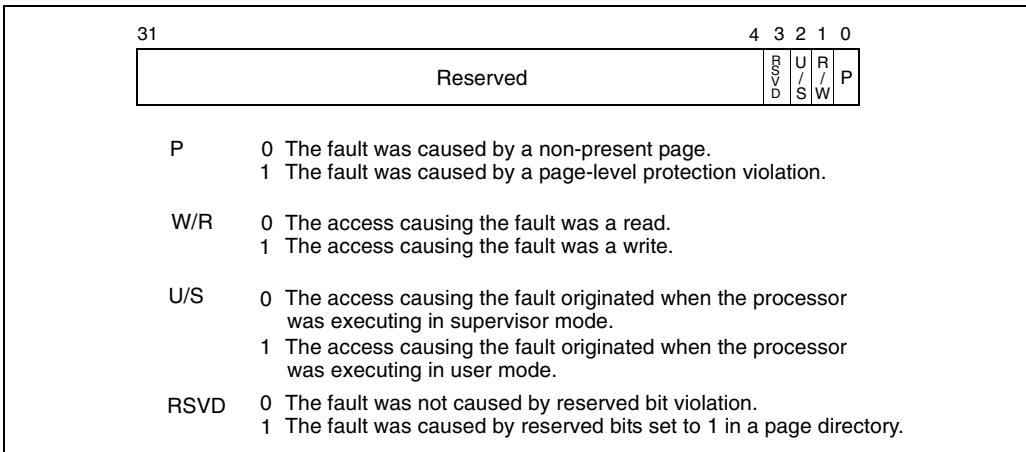 31 4 3 2 1 0
Reserved RSVD U/S R/W P
P 0 The fault was caused by a non-present page.
1 The fault was caused by a page-level protection violation.
W/R 0 The access causing the fault was a read.
1 The access causing the fault was a write.
U/S 0 The access causing the fault originated when the processor
was executing in supervisor mode.
1 The access causing the fault originated when the processor
was executing in user mode.
RSVD 0 The fault was not caused by reserved bit violation.
1 The fault was caused by reserved bits set to 1 in a page directory.